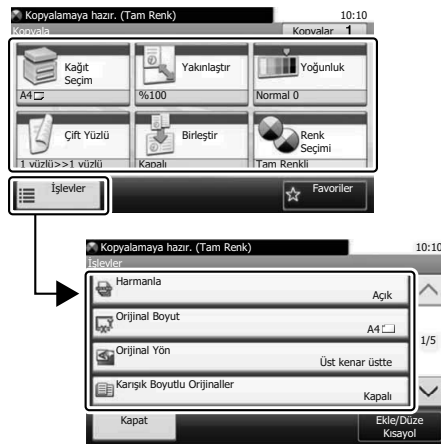 Kopyalamaya hazır. (Tam Renk) 10:10
Kopyala Kopyalar 1
Kağıt Seçim
Yakınlaştır
Yoğunluk
A4
%100
Normal 0
Çift Yüzlü
Birleştir
Renk Seçimi
1 yüzlü>>1 yüzlü
Kapalı
Tam Renkli
İşlevler
Favoriler
Kopyalamaya hazır. (Tam Renk) 10:10
İşlevler
Harmanla
Açık
Orijinal Boyut
A4
1/5
Orijinal Yön
Üst kenar üstte
Karışık Boyutlu Orijinaller
Kapalı
Kapat
Ekle/Düze
Kısayol